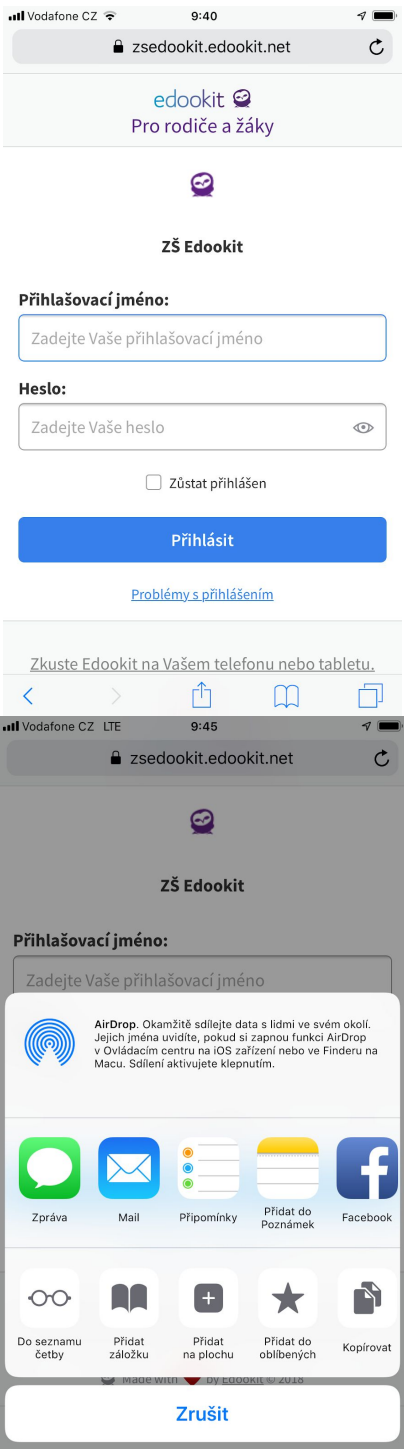 Vodafone CZ 9:40
zsedookit.edookit.net
edookit
Pro rodiče a žáky
ZŠ Edookit
Přihlašovací jméno:
Zadejte Vaše přihlašovací jméno
Heslo:
Zadejte Vaše heslo
Zůstat přihlášen
Přihlásit
Problémy s přihlášením
Zkuste Edookit na Vašem telefonu nebo tabletu.
Vodafone CZ LTE 9:45
zsedookit.edookit.net
ZŠ Edookit
Přihlašovací jméno:
Zadejte Vaše přihlašovací jméno
AirDrop. Okamžitě sdílejte data s lidmi ve svém okolí.
Jejich jména uvidíte, pokud si zapnou funkci AirDrop
v Ovládacím centru na iOS zařízení nebo ve Finderu na
Macu. Sdílení aktivujete klepnutím.
Zpráva
Mail
Připomínky
Přidat do
Poznámek
Facebook
Do seznamu
četby
Přidat
záložku
Přidat
na plochu
Přidat do
oblíbených
Kopírovat
Made with by Edookit © 2018
Zrušit